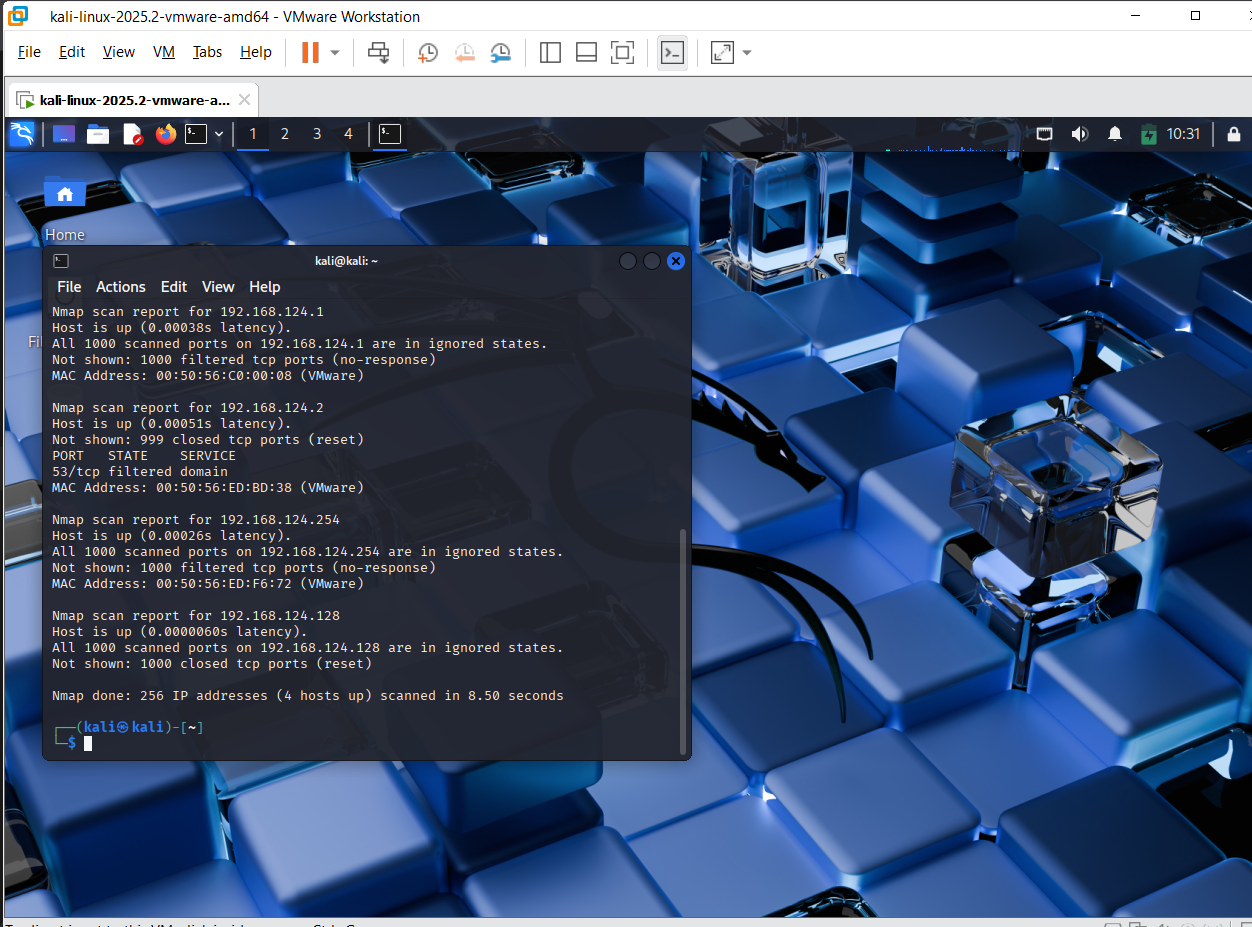 kali-linux-2025.2-vmware-amd64 - VMware Workstation
File Edit View VM Tabs Help
kali-linux-2025.2-vmware-a...
1 2 3 4 10:31
Home
kali@kali: ~
File Actions Edit View Help
Nmap scan report for 192.168.124.1
Host is up (0.00038s latency).
All 1000 scanned ports on 192.168.124.1 are in ignored states.
Not shown: 1000 filtered tcp ports (no-response)
MAC Address: 00:50:56:C0:00:08 (VMware)
Nmap scan report for 192.168.124.2
Host is up (0.00051s latency).
Not shown: 999 closed tcp ports (reset)
PORT   STATE    SERVICE
53/tcp filtered domain
MAC Address: 00:50:56:ED:BD:38 (VMware)
Nmap scan report for 192.168.124.254
Host is up (0.00026s latency).
All 1000 scanned ports on 192.168.124.254 are in ignored states.
Not shown: 1000 filtered tcp ports (no-response)
MAC Address: 00:50:56:ED:F6:72 (VMware)
Nmap scan report for 192.168.124.128
Host is up (0.0000060s latency).
All 1000 scanned ports on 192.168.124.128 are in ignored states.
Not shown: 1000 closed tcp ports (reset)
Nmap done: 256 IP addresses (4 hosts up) scanned in 8.50 seconds
┌──(kali㉿kali)-[~]
└─$